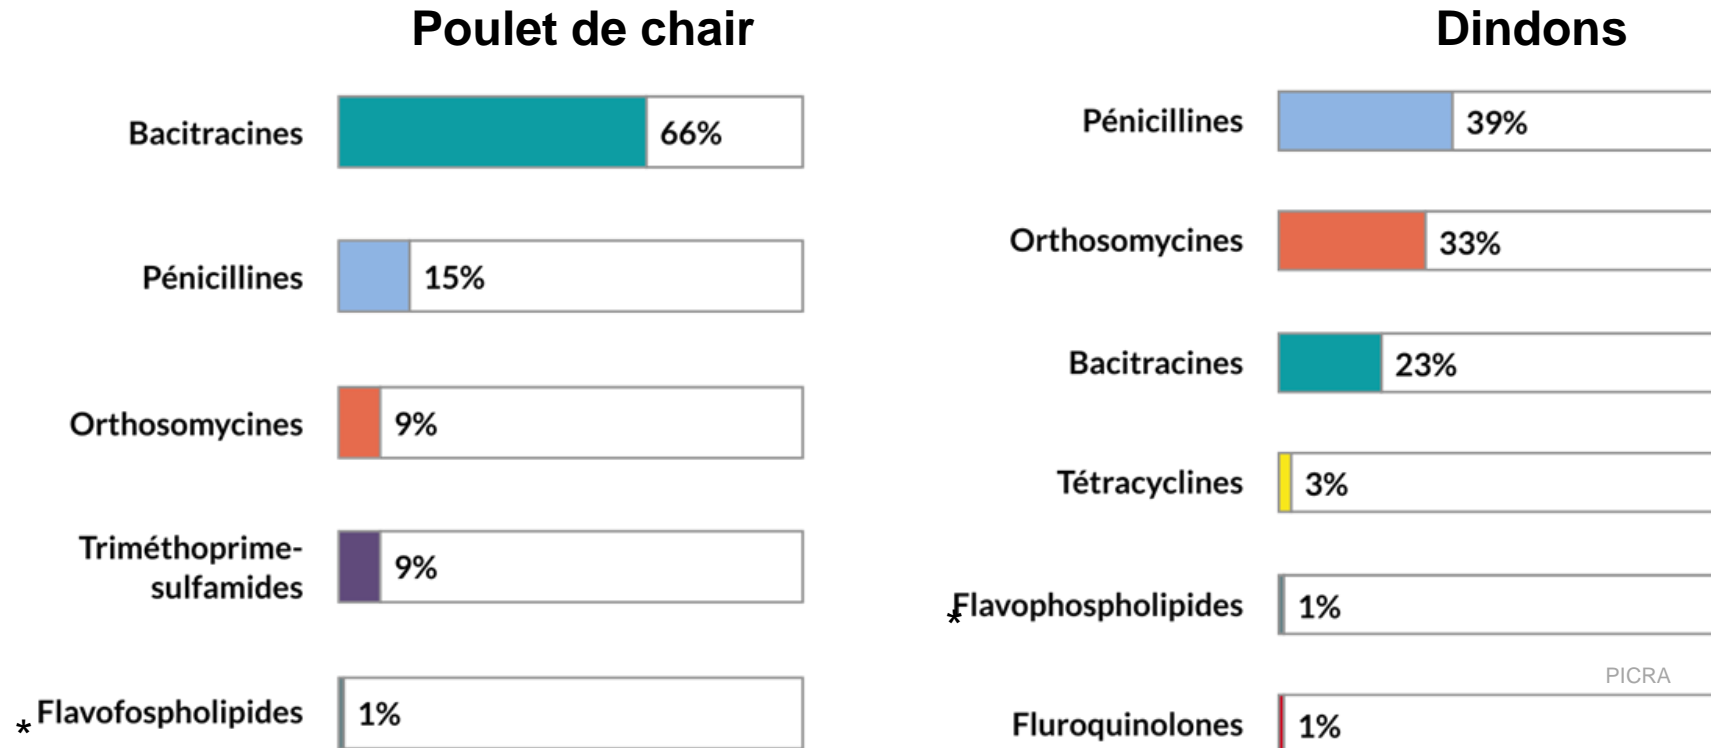 Poulet de chair
Bacitracines
66%
Pénicillines
15%
Orthosomycines
9%
Triméthoprime-
sulfamides
9%
* Flavofospholipides
1%
Dindons
Pénicillines
39%
Orthosomycines
33%
Bacitracines
23%
Tétracyclines
3%
*Flavophospholipides
1%
PICRA
Fluroquinolones
1%